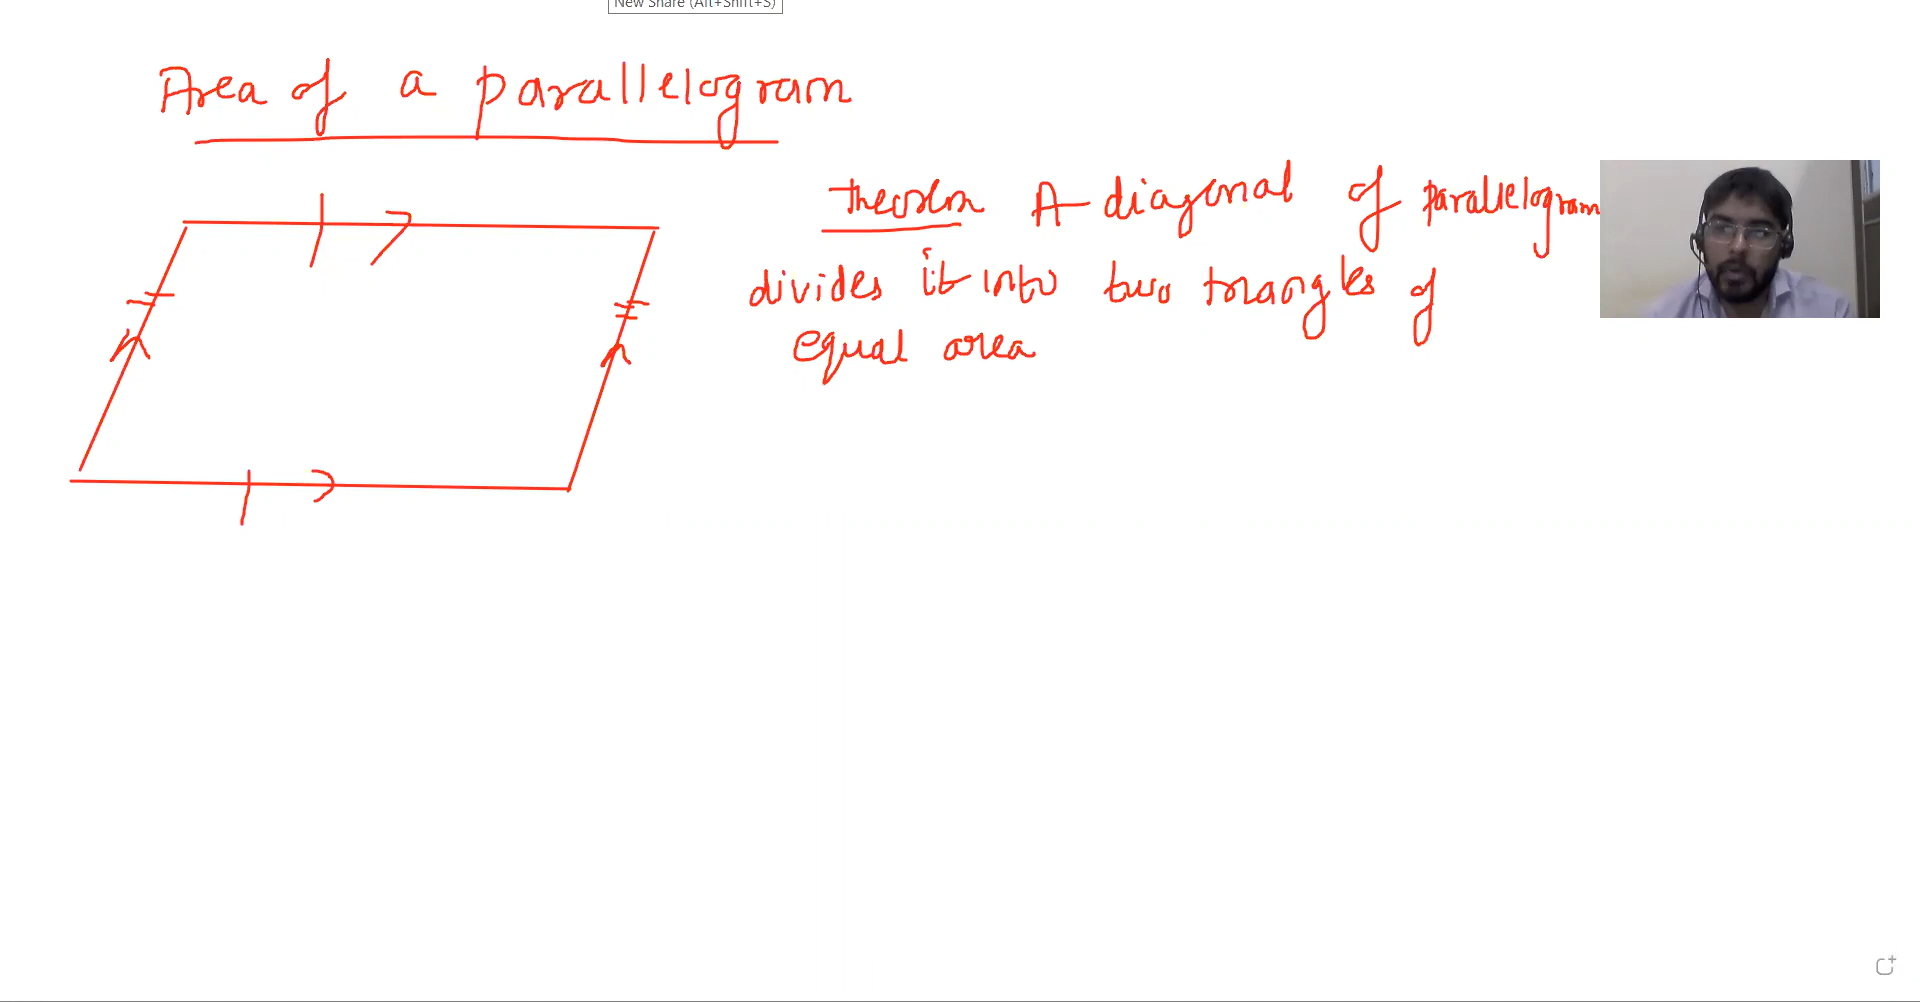 New Share (Alt+Shift+S)
Area of a parallelogram
theorem A diagonal of parallelogram
divides it into two triangles of
equal area